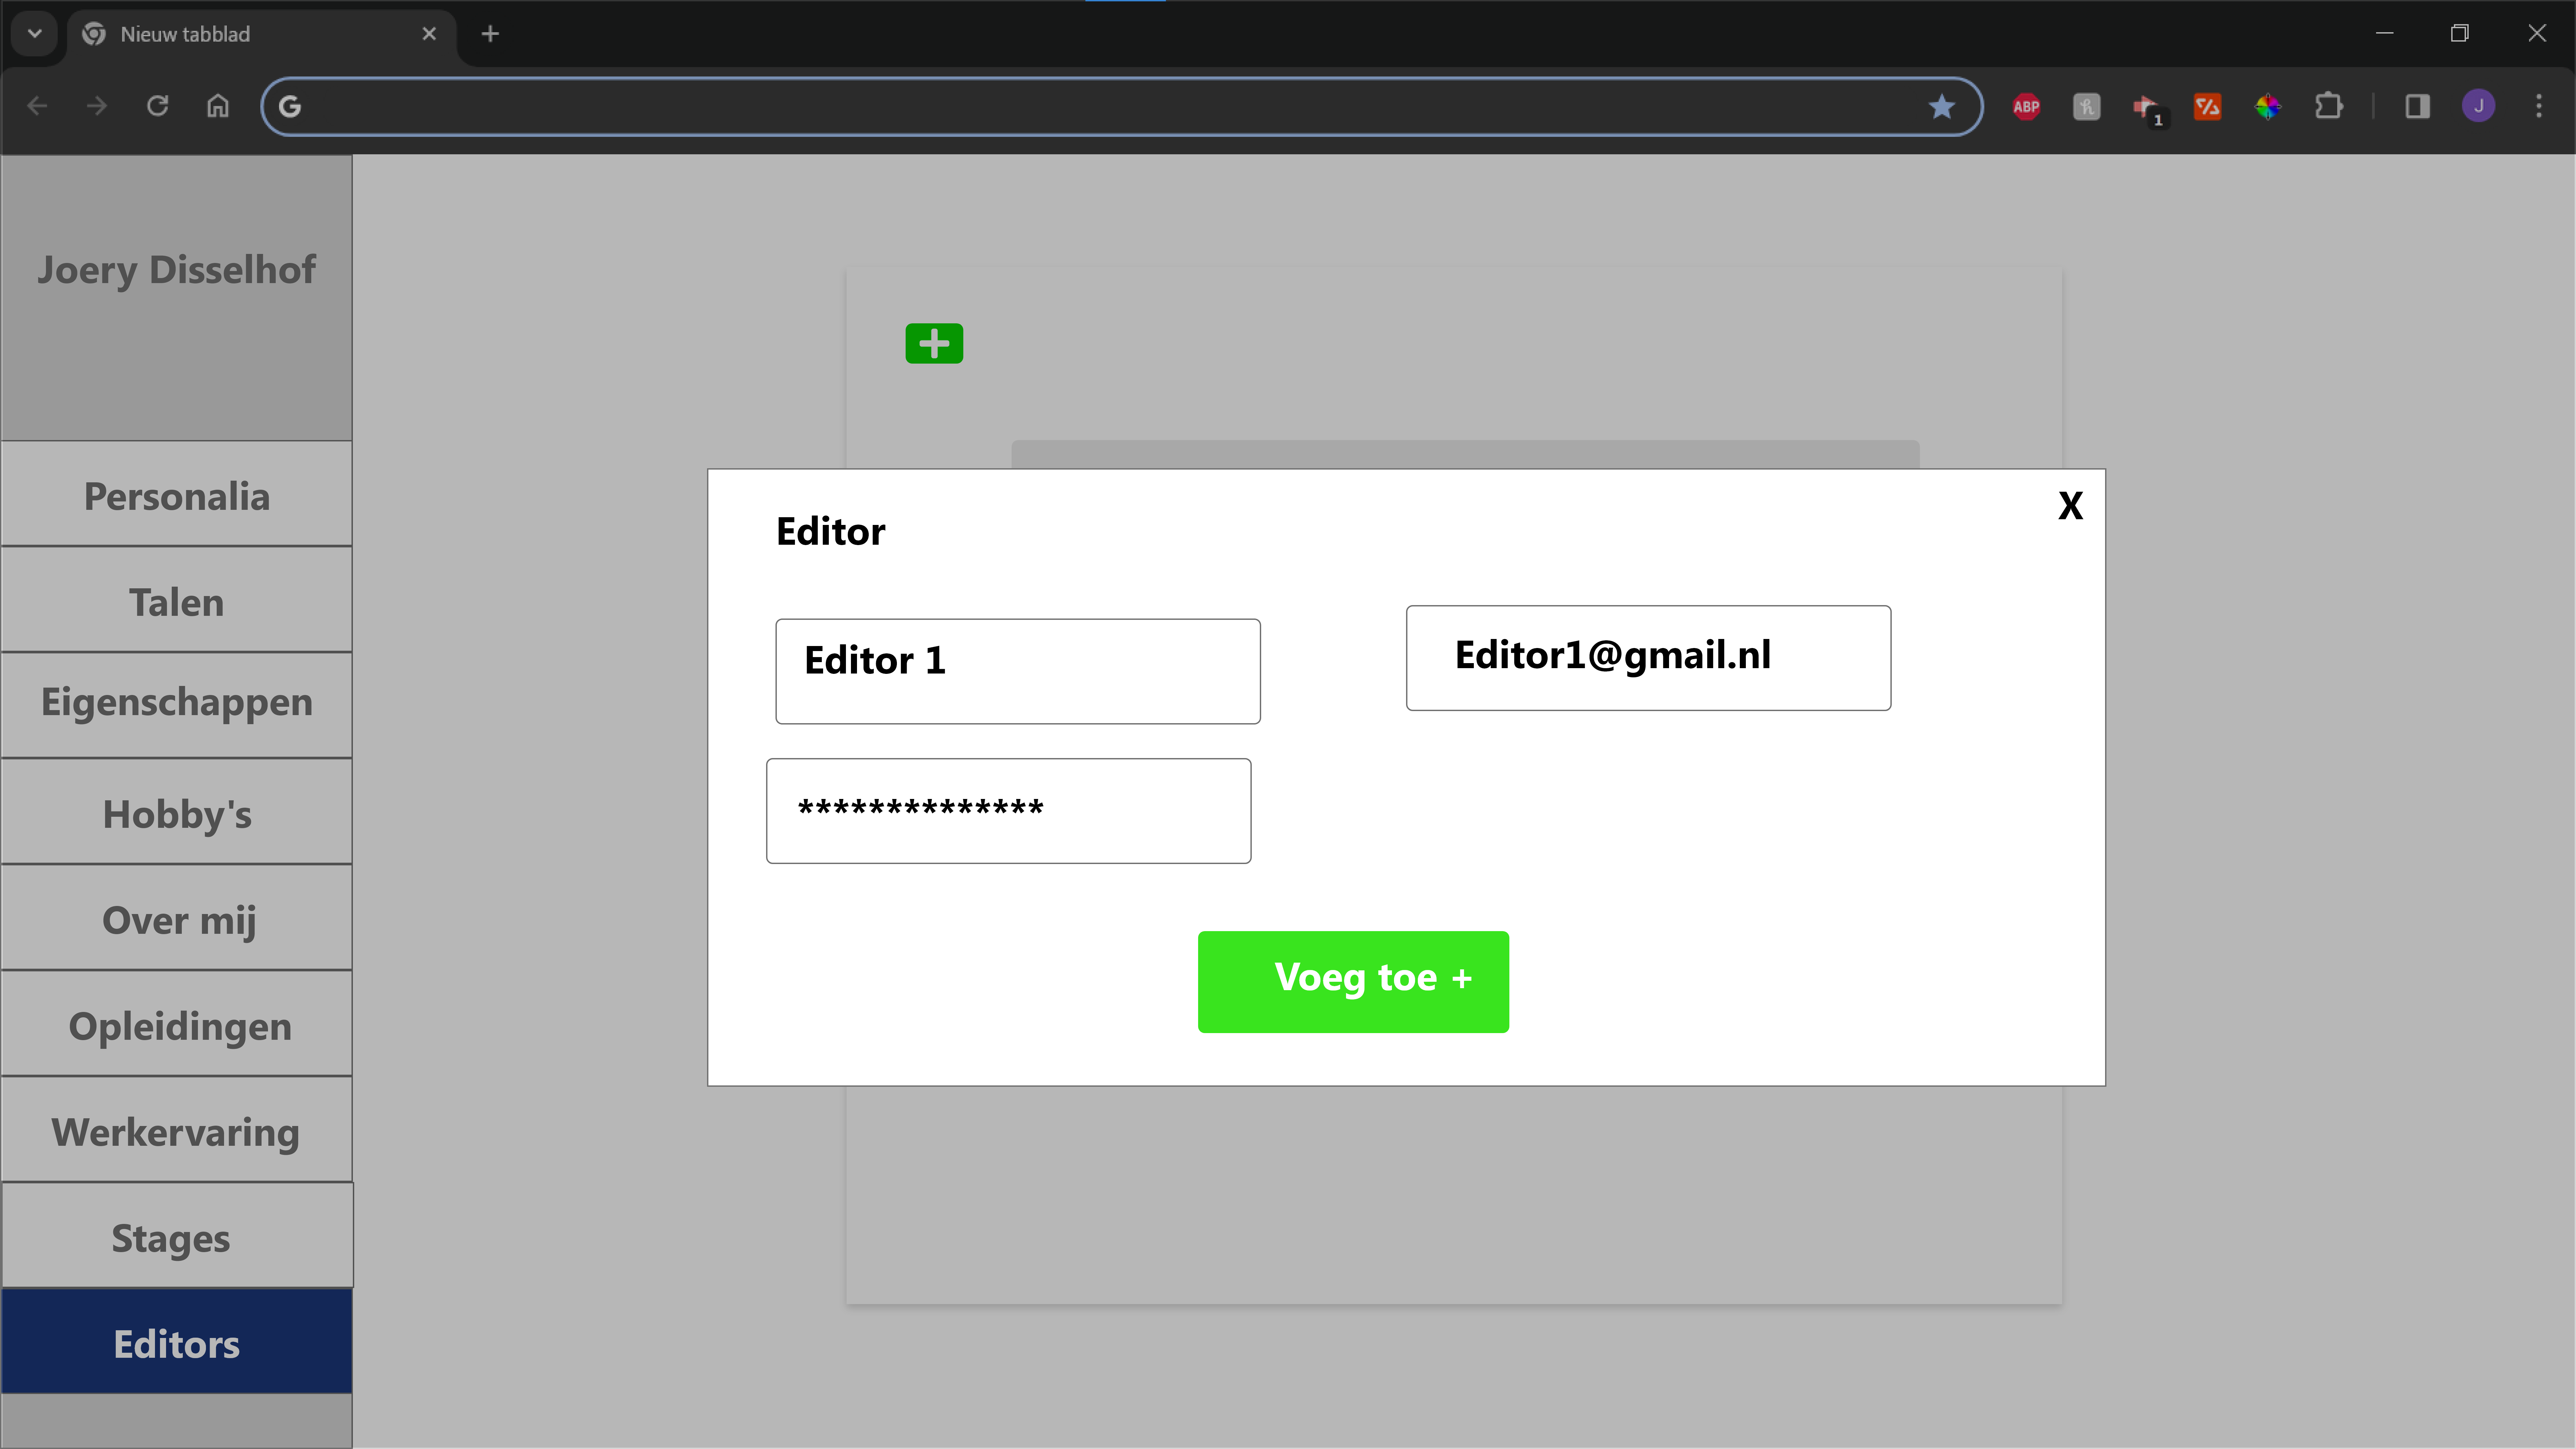 Nieuw tabblad
G
ABP
1
J
Joery Disselhof
Personalia
Talen
Eigenschappen
Hobby's
Over mij
Opleidingen
Werkervaring
Stages
Editors
X
Editor
Editor 1
Editor1@gmail.nl
**************
Voeg toe +